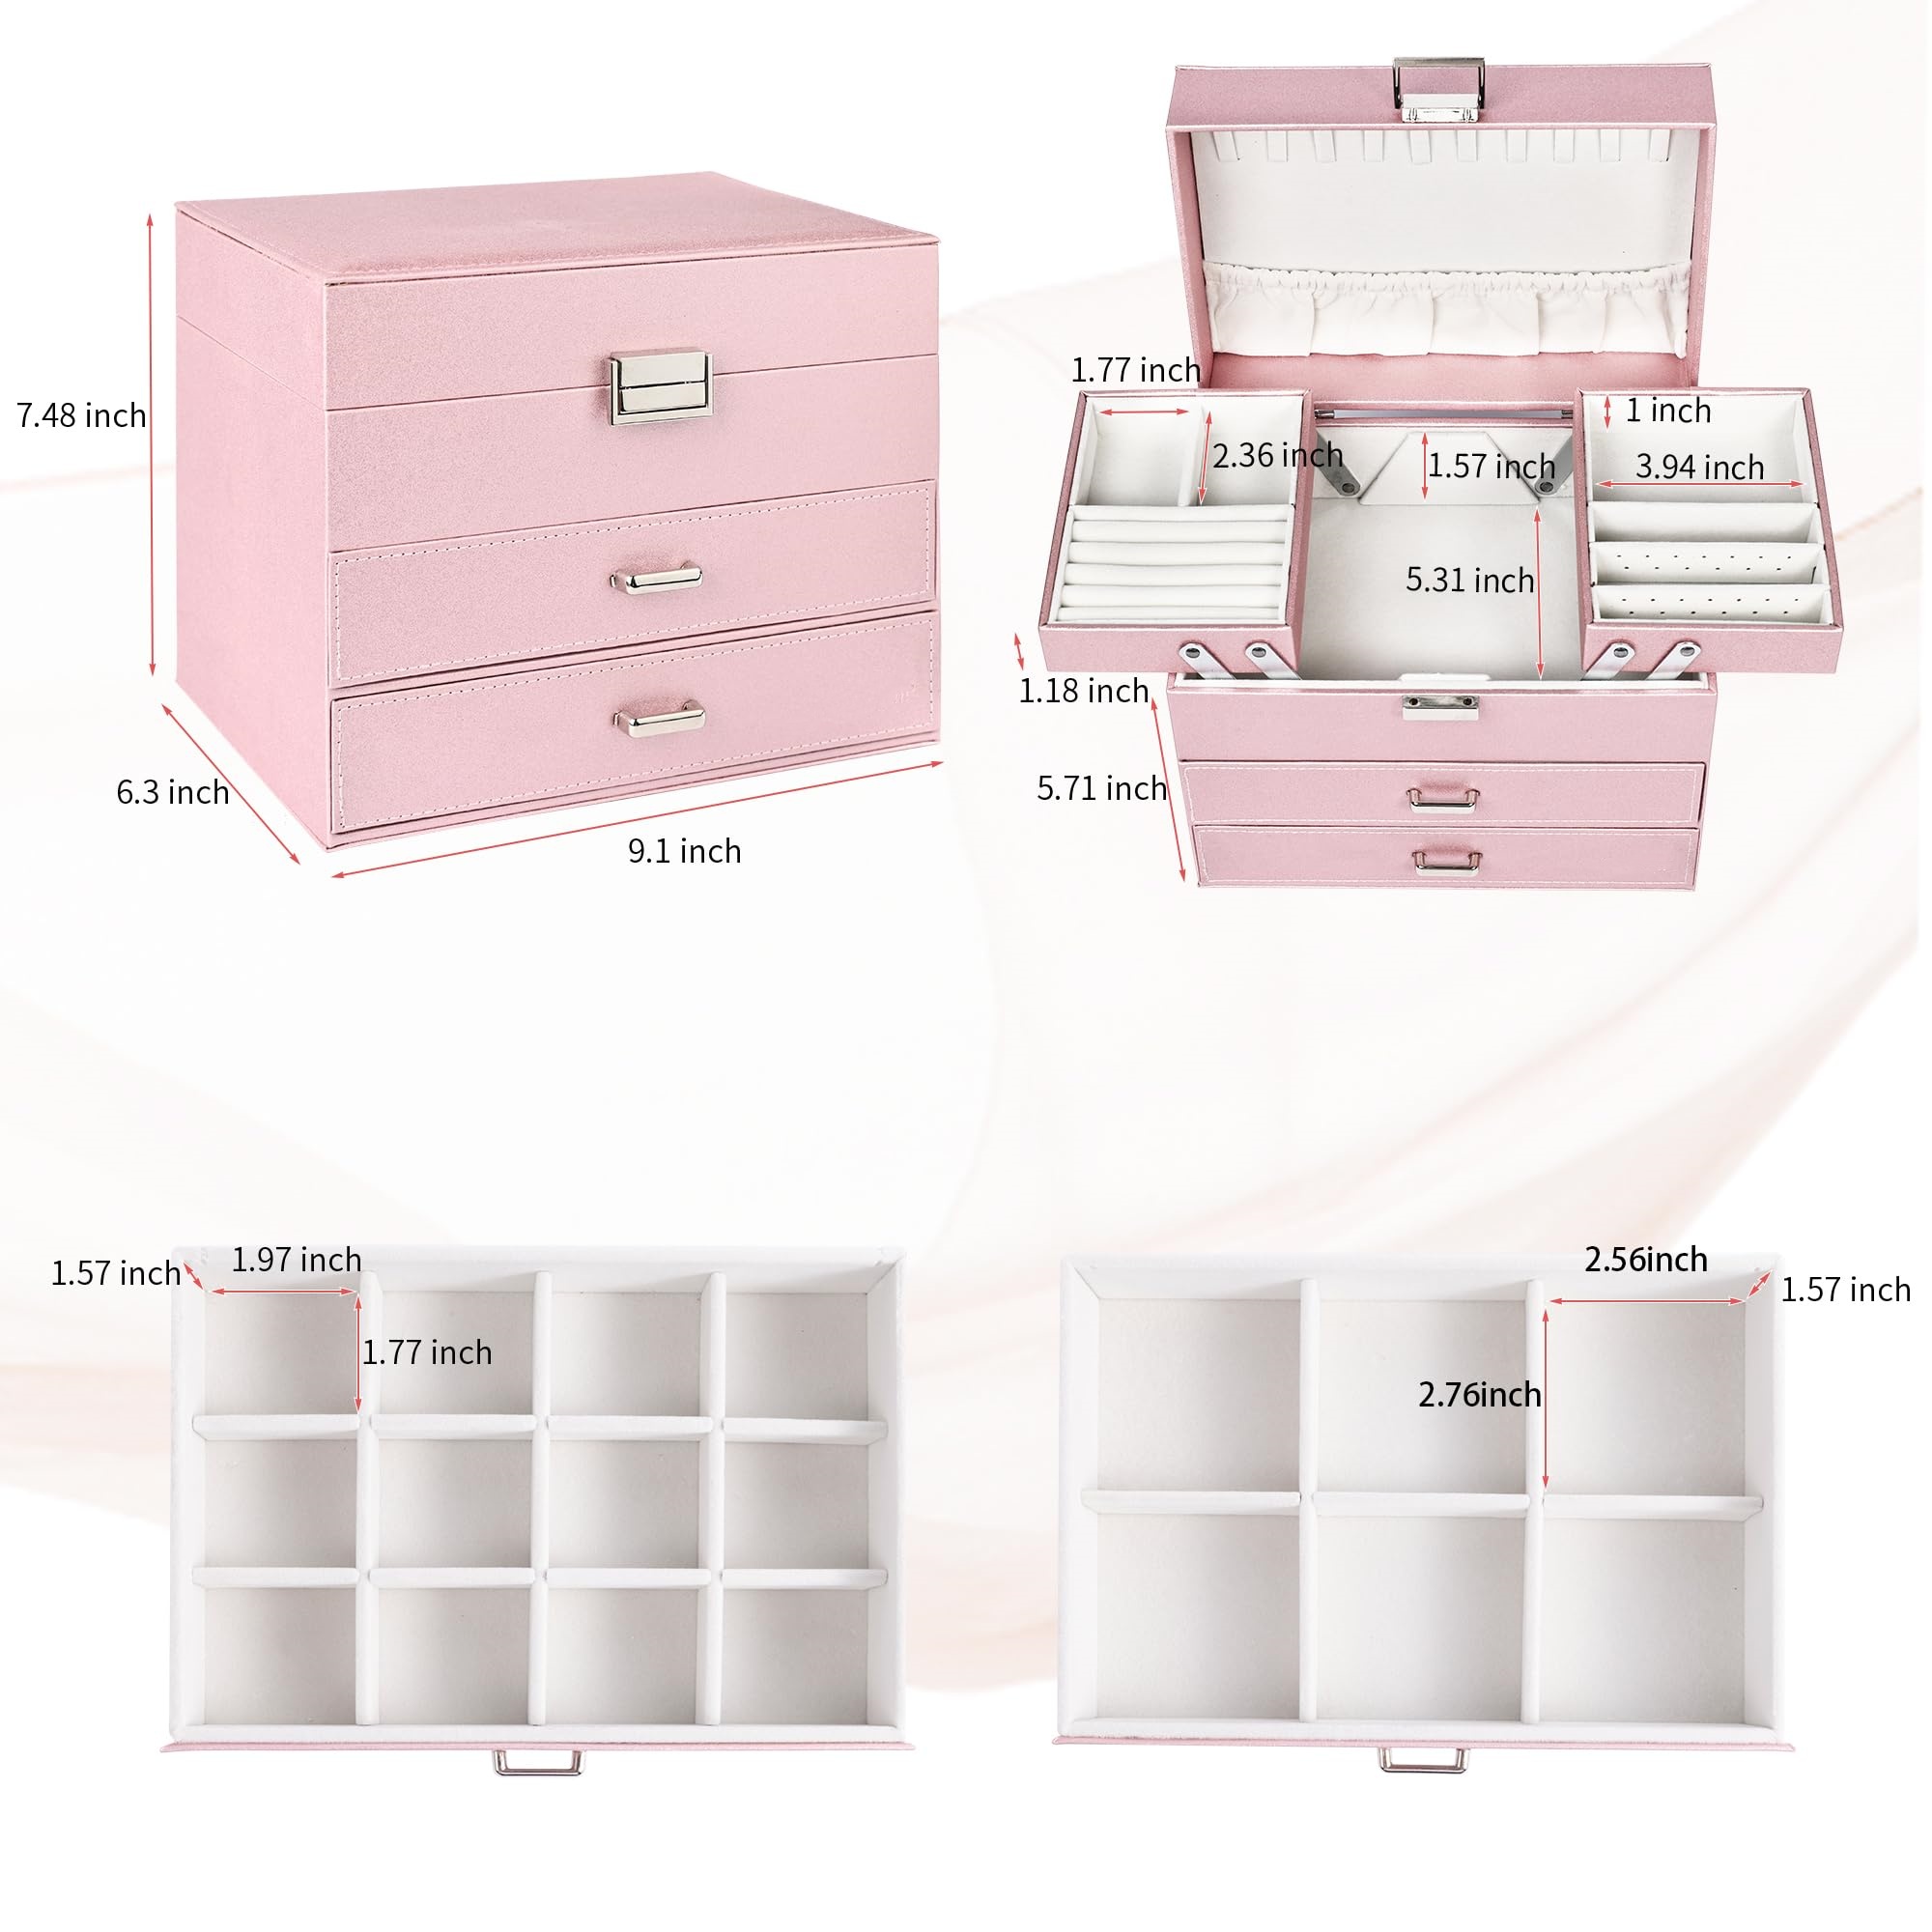 7.48 inch
6.3 inch
9.1 inch
1.77 inch
2.36 inch
1.57 inch
1 inch
3.94 inch
5.31 inch
1.18 inch
5.71 inch
1.57 inch
1.97 inch
1.77 inch
2.56inch
1.57 inch
2.76inch